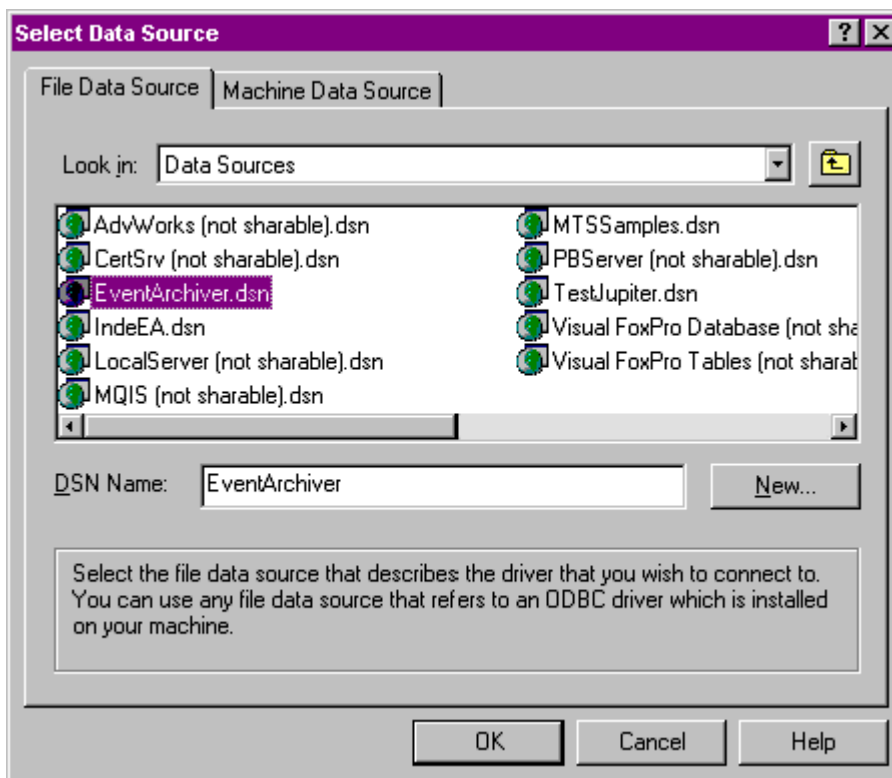 Select Data Source
File Data Source
Machine Data Source
Look in: Data Sources
AdvWorks (not sharable).dsn
CertSrv (not sharable).dsn
EventArchiver.dsn
IndeEA.dsn
LocalServer (not sharable).dsn
MQIS (not sharable).dsn
MTSSamples.dsn
PBServer (not sharable).dsn
TestJupiter.dsn
Visual FoxPro Database (not sha
Visual FoxPro Tables (not sharab
DSN Name: EventArchiver
New...
Select the file data source that describes the driver that you wish to connect to.
You can use any file data source that refers to an ODBC driver which is installed
on your machine.
OK Cancel Help